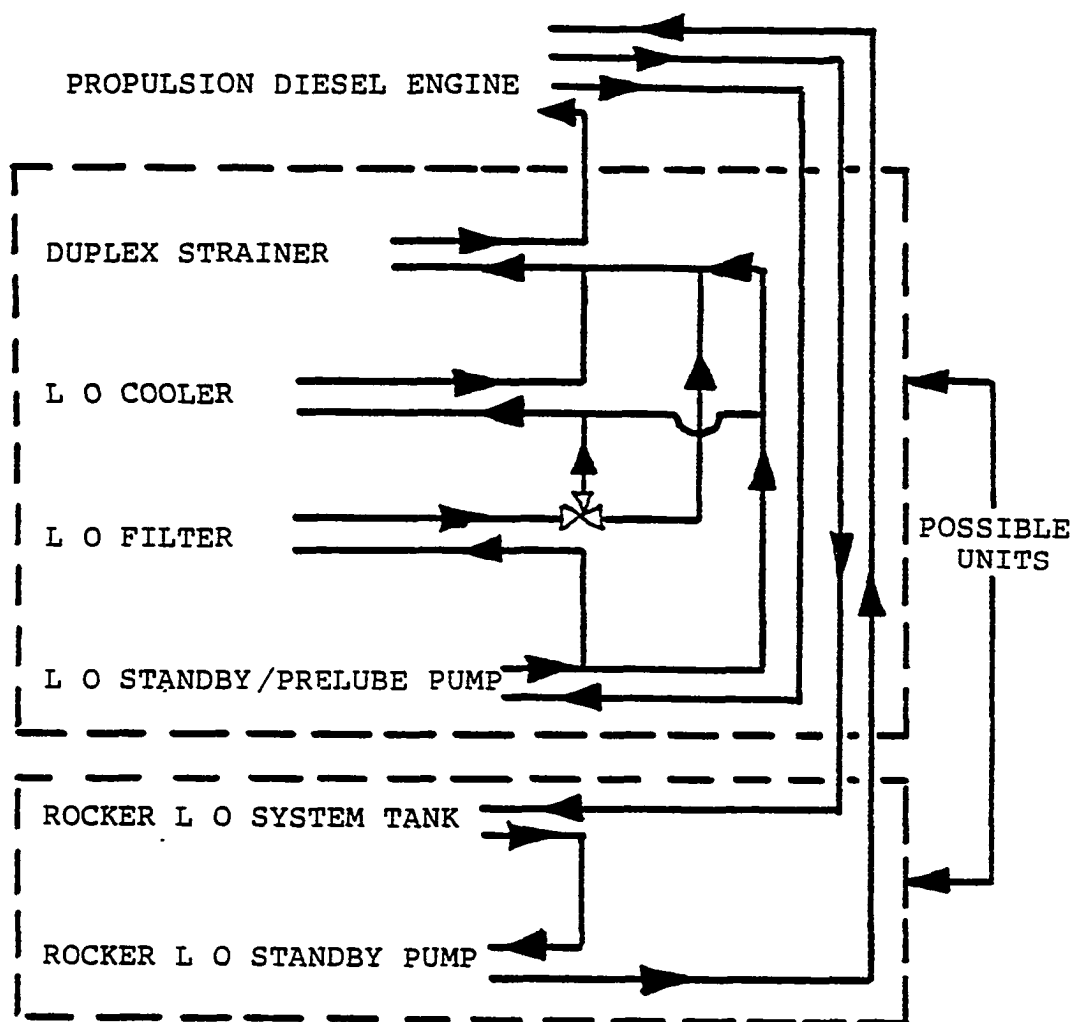 PROPULSION DIESEL ENGINE
DUPLEX STRAINER
L O COOLER
L O FILTER
POSSIBLE
UNITS
L O STANDBY/PRELUBE PUMP
ROCKER L O SYSTEM TANK
ROCKER L O STANDBY PUMP